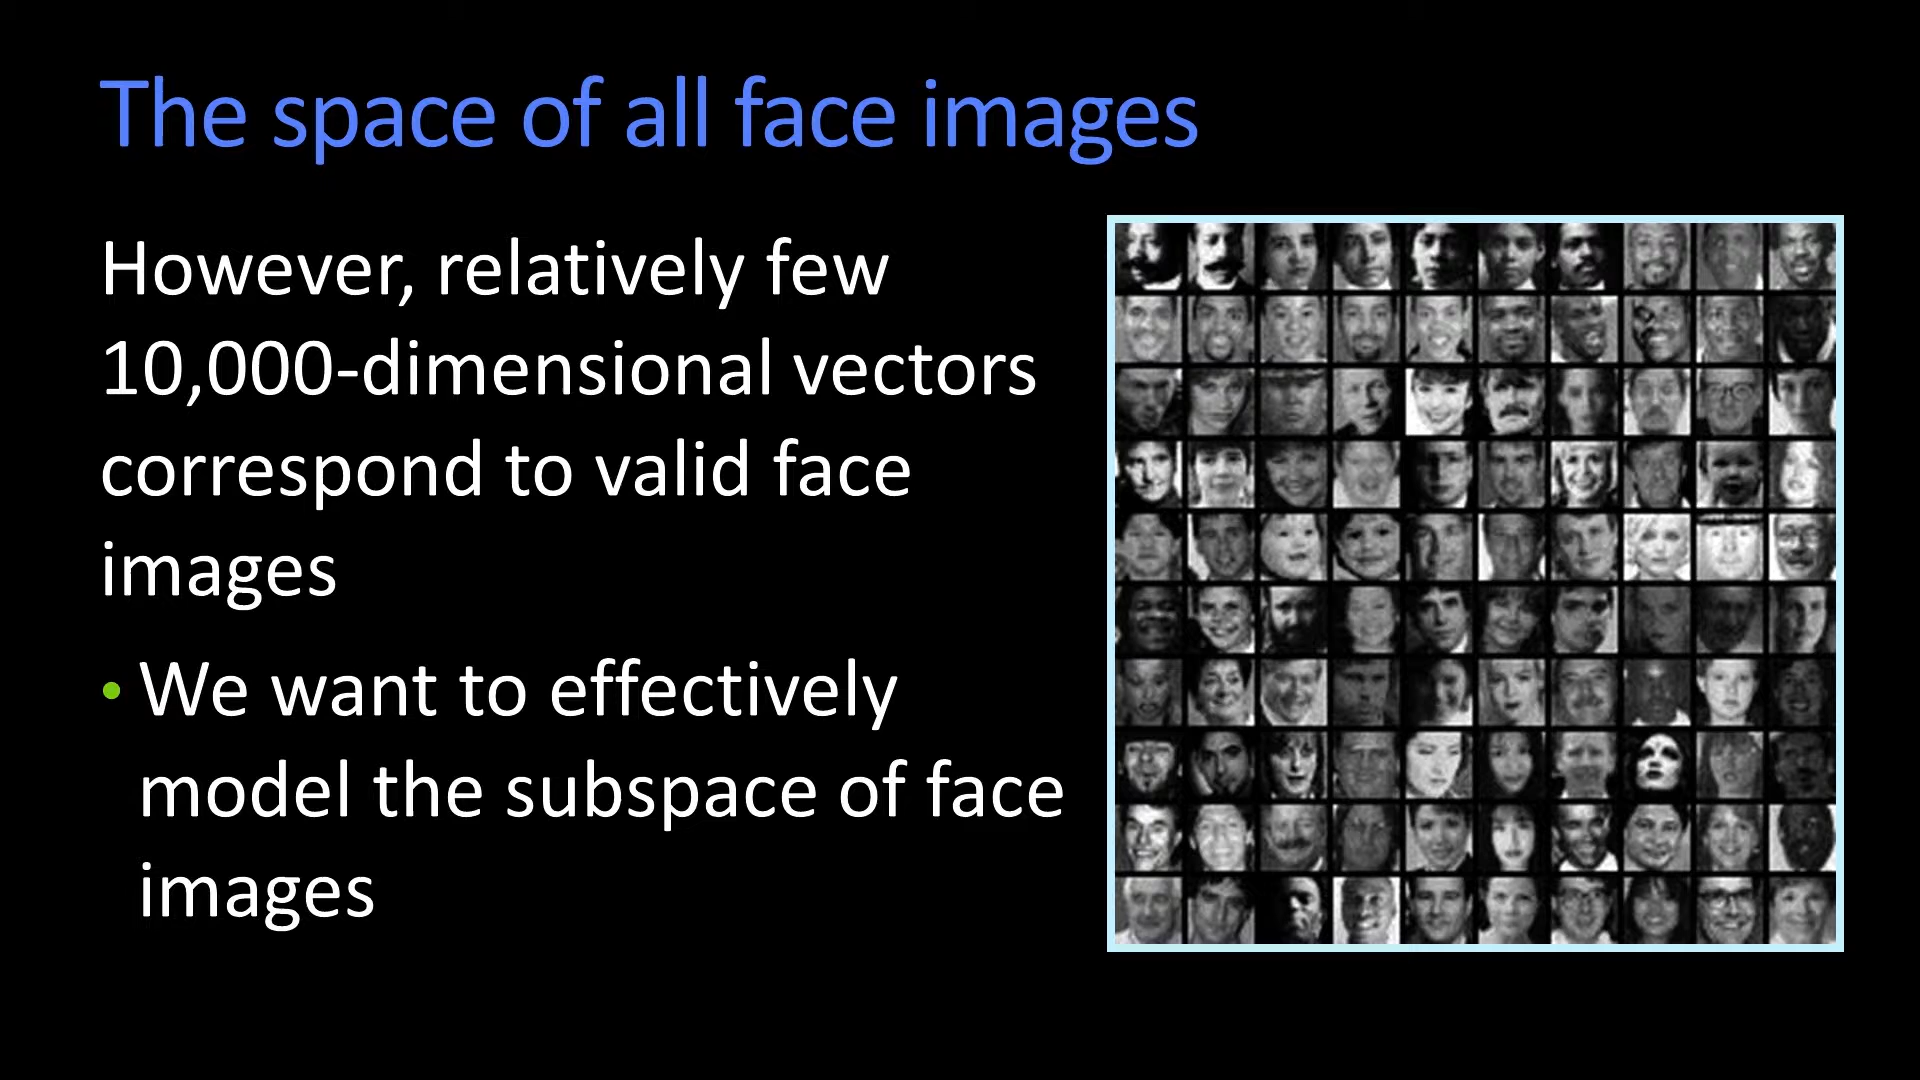 The space of all face images
However, relatively few
10,000-dimensional vectors
correspond to valid face
images
• We want to effectively
model the subspace of face
images